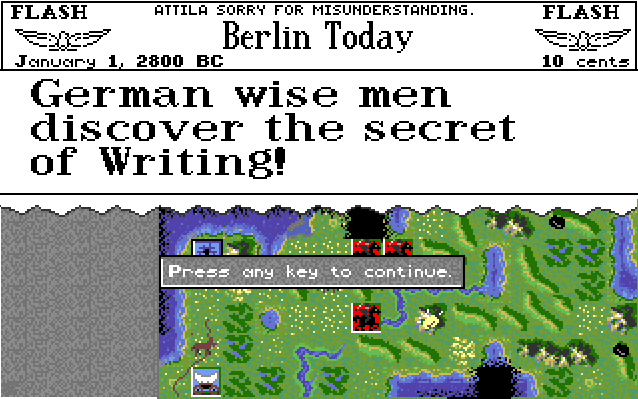 FLASH
ATTILA SORRY FOR MISUNDERSTANDING.
FLASH
Berlin Today
January 1, 2800 BC
10 cents
German wise men
discover the secret
of Writing!
Press any key to continue.